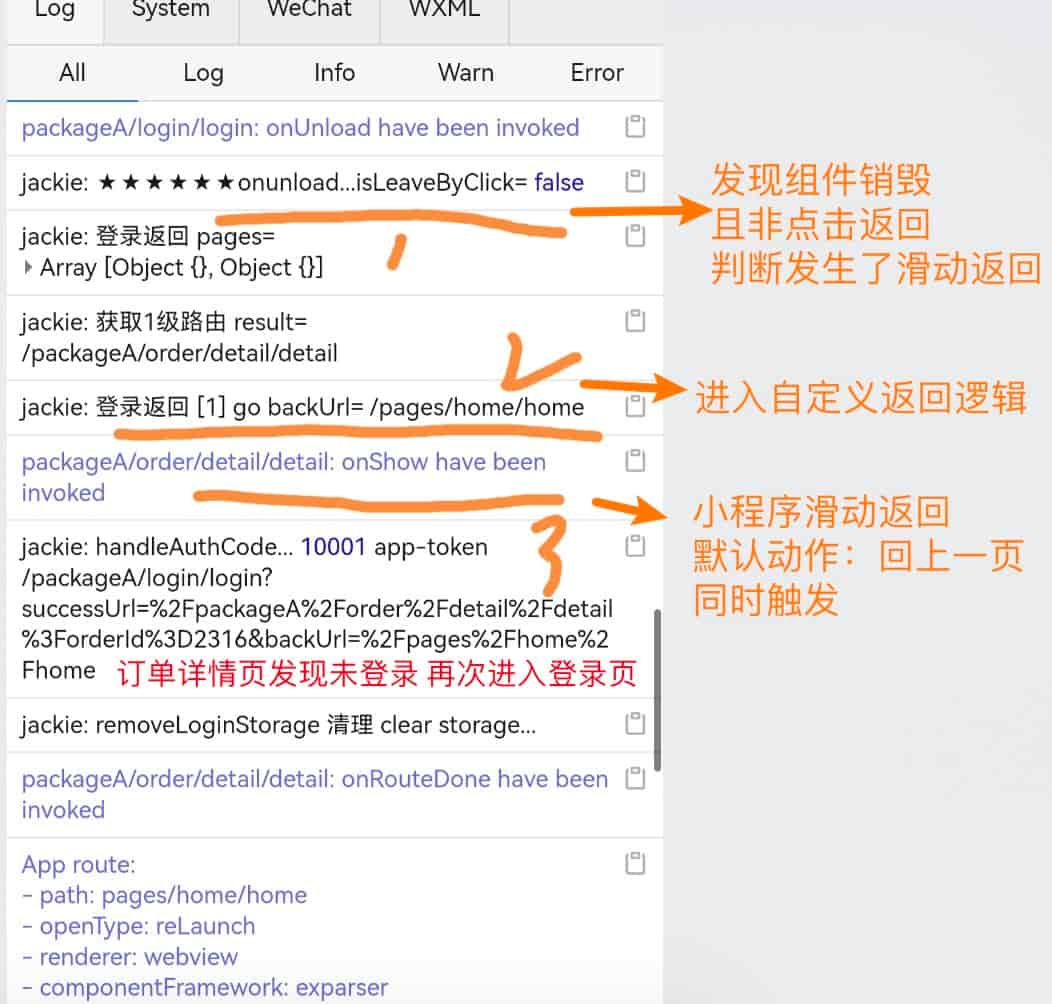 Log System WeChat WXML
All Log Info Warn Error
packageA/login/login: onUnload have been invoked
jackie: ★★★★★★onunload...isLeaveByClick= false
发现组件销毁
且非点击返回
判断发生了滑动返回
1
jackie: 登录返回 pages=
Array [Object {}, Object {}]
jackie: 获取1级路由 result=
/packageA/order/detail/detail
2
jackie: 登录返回 [1] go backUrl= /pages/home/home
进入自定义返回逻辑
packageA/order/detail/detail: onShow have been
invoked
小程序滑动返回
默认动作：回上一页
同时触发
3
jackie: handleAuthCode... 10001 app-token
/packageA/login/login?
successUrl=%2FpackageA%2Forder%2Fdetail%2Fdetail
%3ForderId%3D2316&backUrl=%2Fpages%2Fhome%2
Fhome 订单详情页发现未登录 再次进入登录页
jackie: removeLoginStorage 清理 clear storage...
packageA/order/detail/detail: onRouteDone have been
invoked
App route:
- path: pages/home/home
- openType: reLaunch
- renderer: webview
- componentFramework: exparser